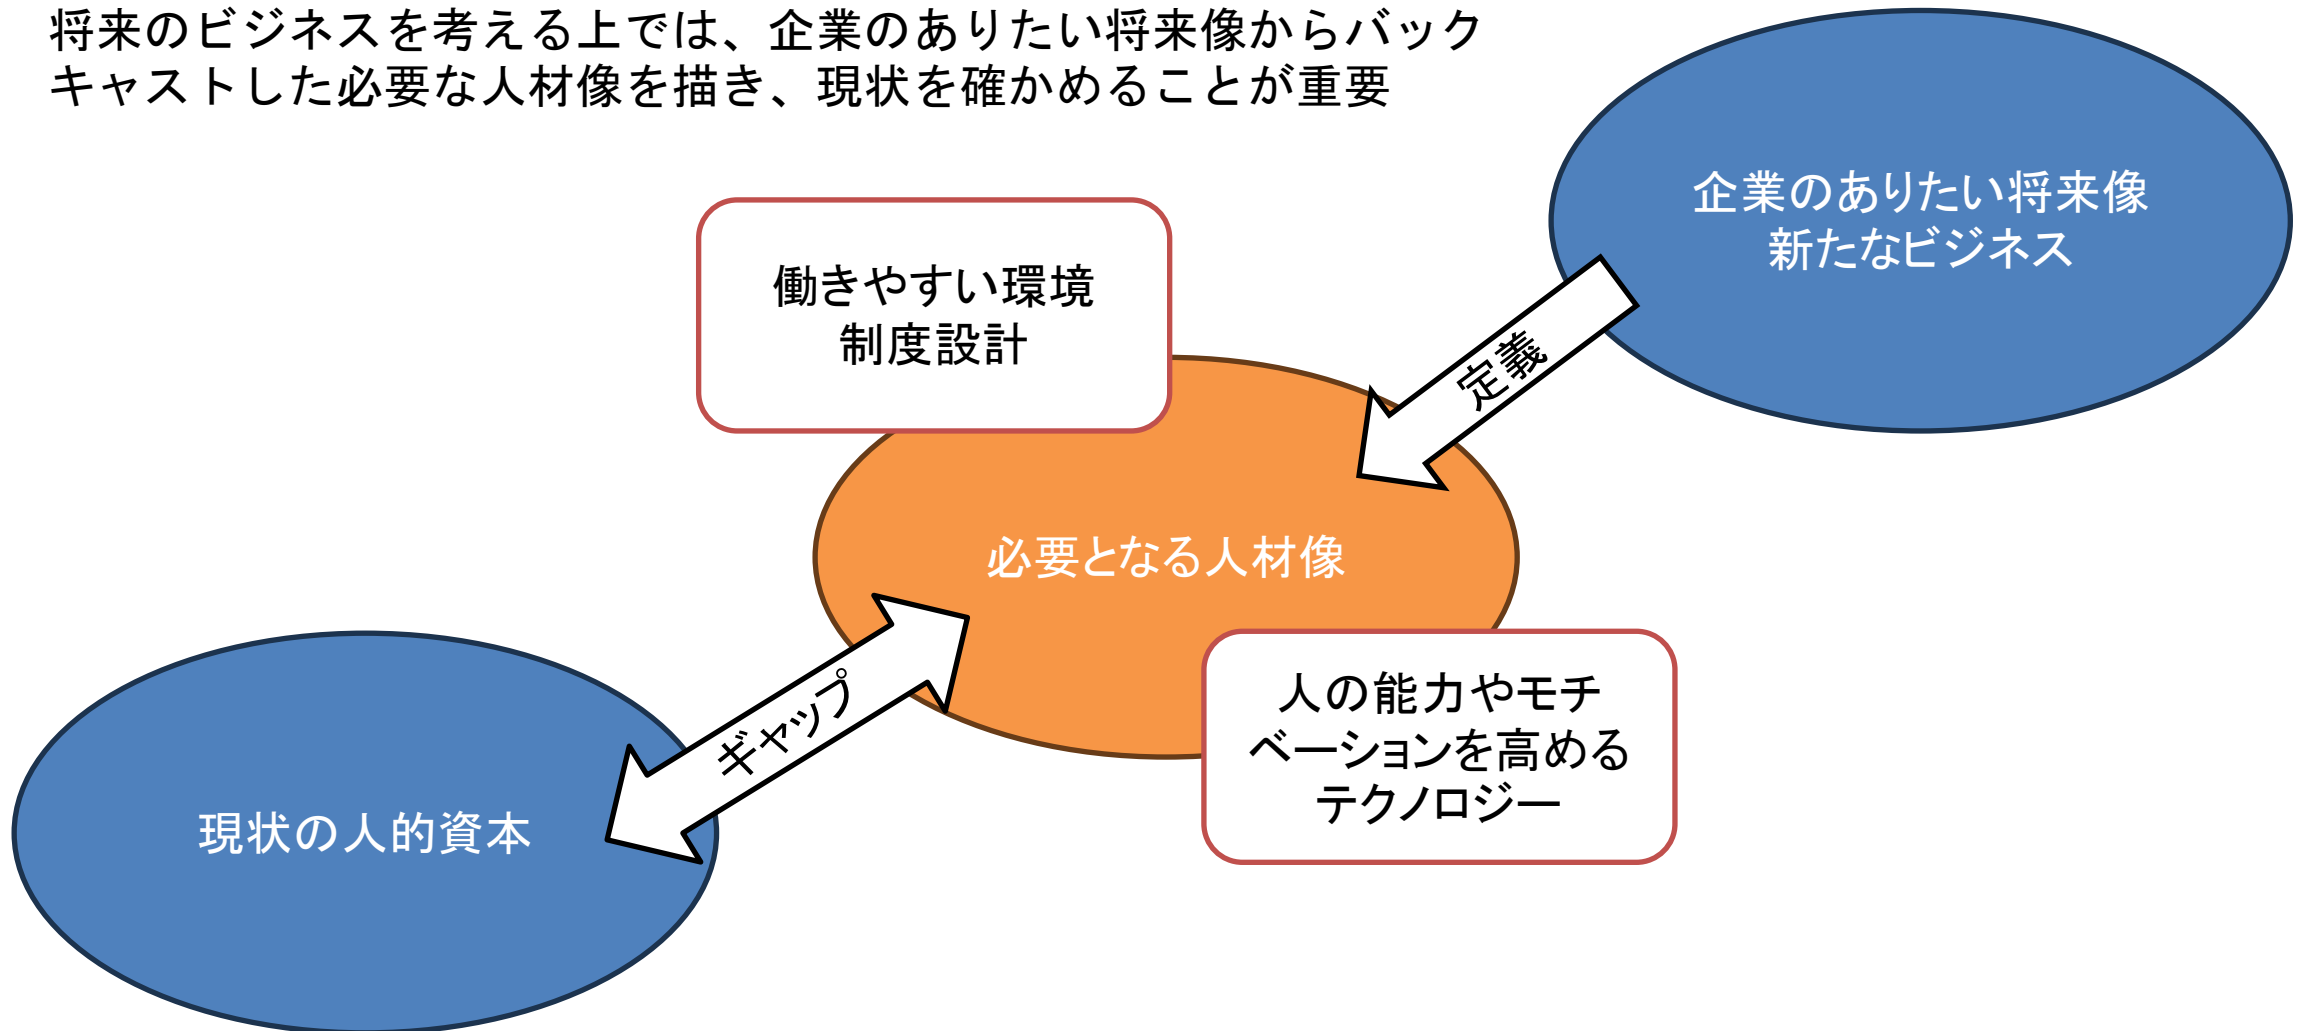 将来のビジネスを考える上では、企業のありたい将来像からバック
キャストした必要な人材像を描き、現状を確かめることが重要
企業のありたい将来像
新たなビジネス
働きやすい環境
制度設計
定義
必要となる人材像
人の能力やモチ
ベーションを高める
テクノロジー
ギャップ
現状の人的資本